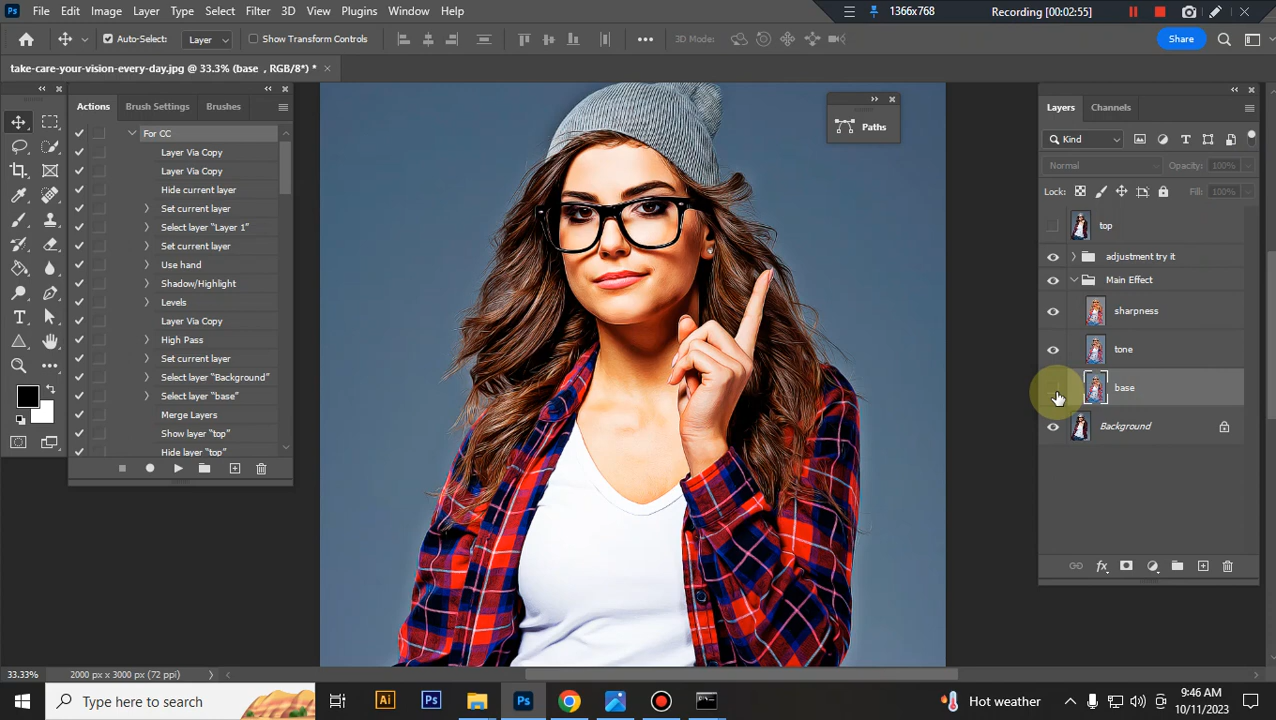 Ps File Edit Image Layer Type Select Filter 3D View Plugins Window Help 1366x768 Recording [00:02:55]
Auto-Select: Layer Show Transform Controls 3D Mode: Share
take-care-your-vision-every-day.jpg @ 33.3% (base , RGB/8*) *
Actions Brush Settings Brushes
For CC
Layer Via Copy
Layer Via Copy
Hide current layer
Set current layer
Select layer "Layer 1"
Set current layer
Use hand
Shadow/Highlight
Levels
Layer Via Copy
High Pass
Set current layer
Select layer "Background"
Select layer "base"
Merge Layers
Show layer "top"
Hide layer "top"
Paths
Layers Channels
Kind
Normal Opacity: 100%
Lock: Fill: 100%
top
adjustment try it
Main Effect
sharpness
tone
base
Background
33.33% 2000 px x 3000 px (72 ppi)
Type here to search Ai Ps Ps Hot weather 9:46 AM
10/11/2023